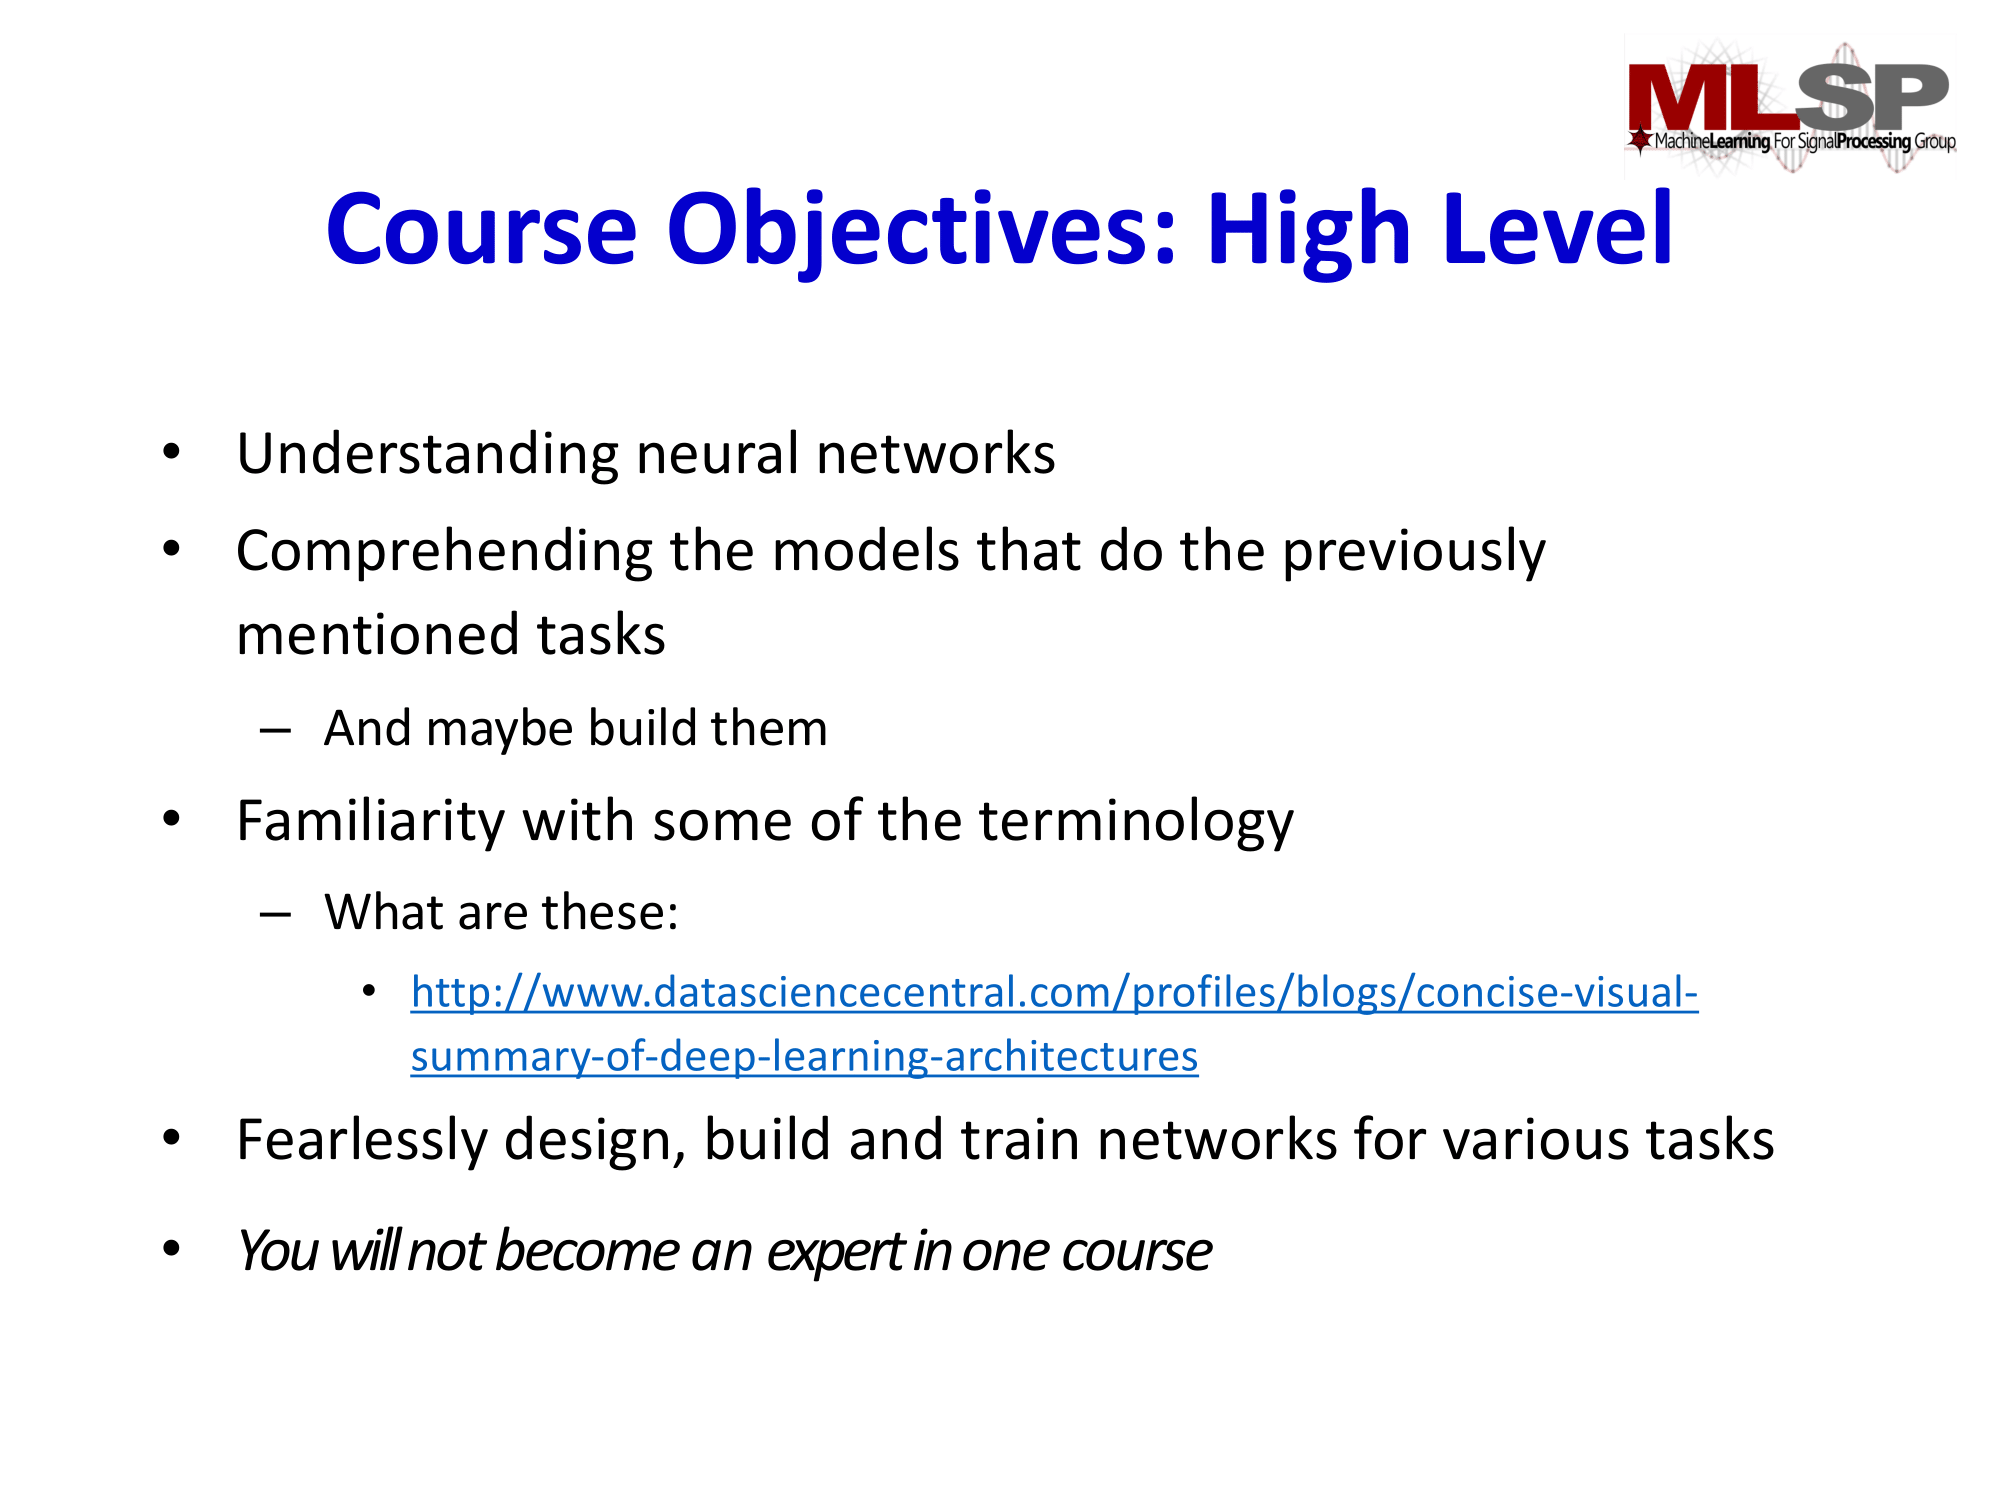 MLSP
MachineLearning For SignalProcessing Group
Course Objectives: High Level
• Understanding neural networks
• Comprehending the models that do the previously
mentioned tasks
– And maybe build them
• Familiarity with some of the terminology
– What are these:
• http://www.datasciencecentral.com/profiles/blogs/concise-visual-
summary-of-deep-learning-architectures
• Fearlessly design, build and train networks for various tasks
• You will not become an expert in one course